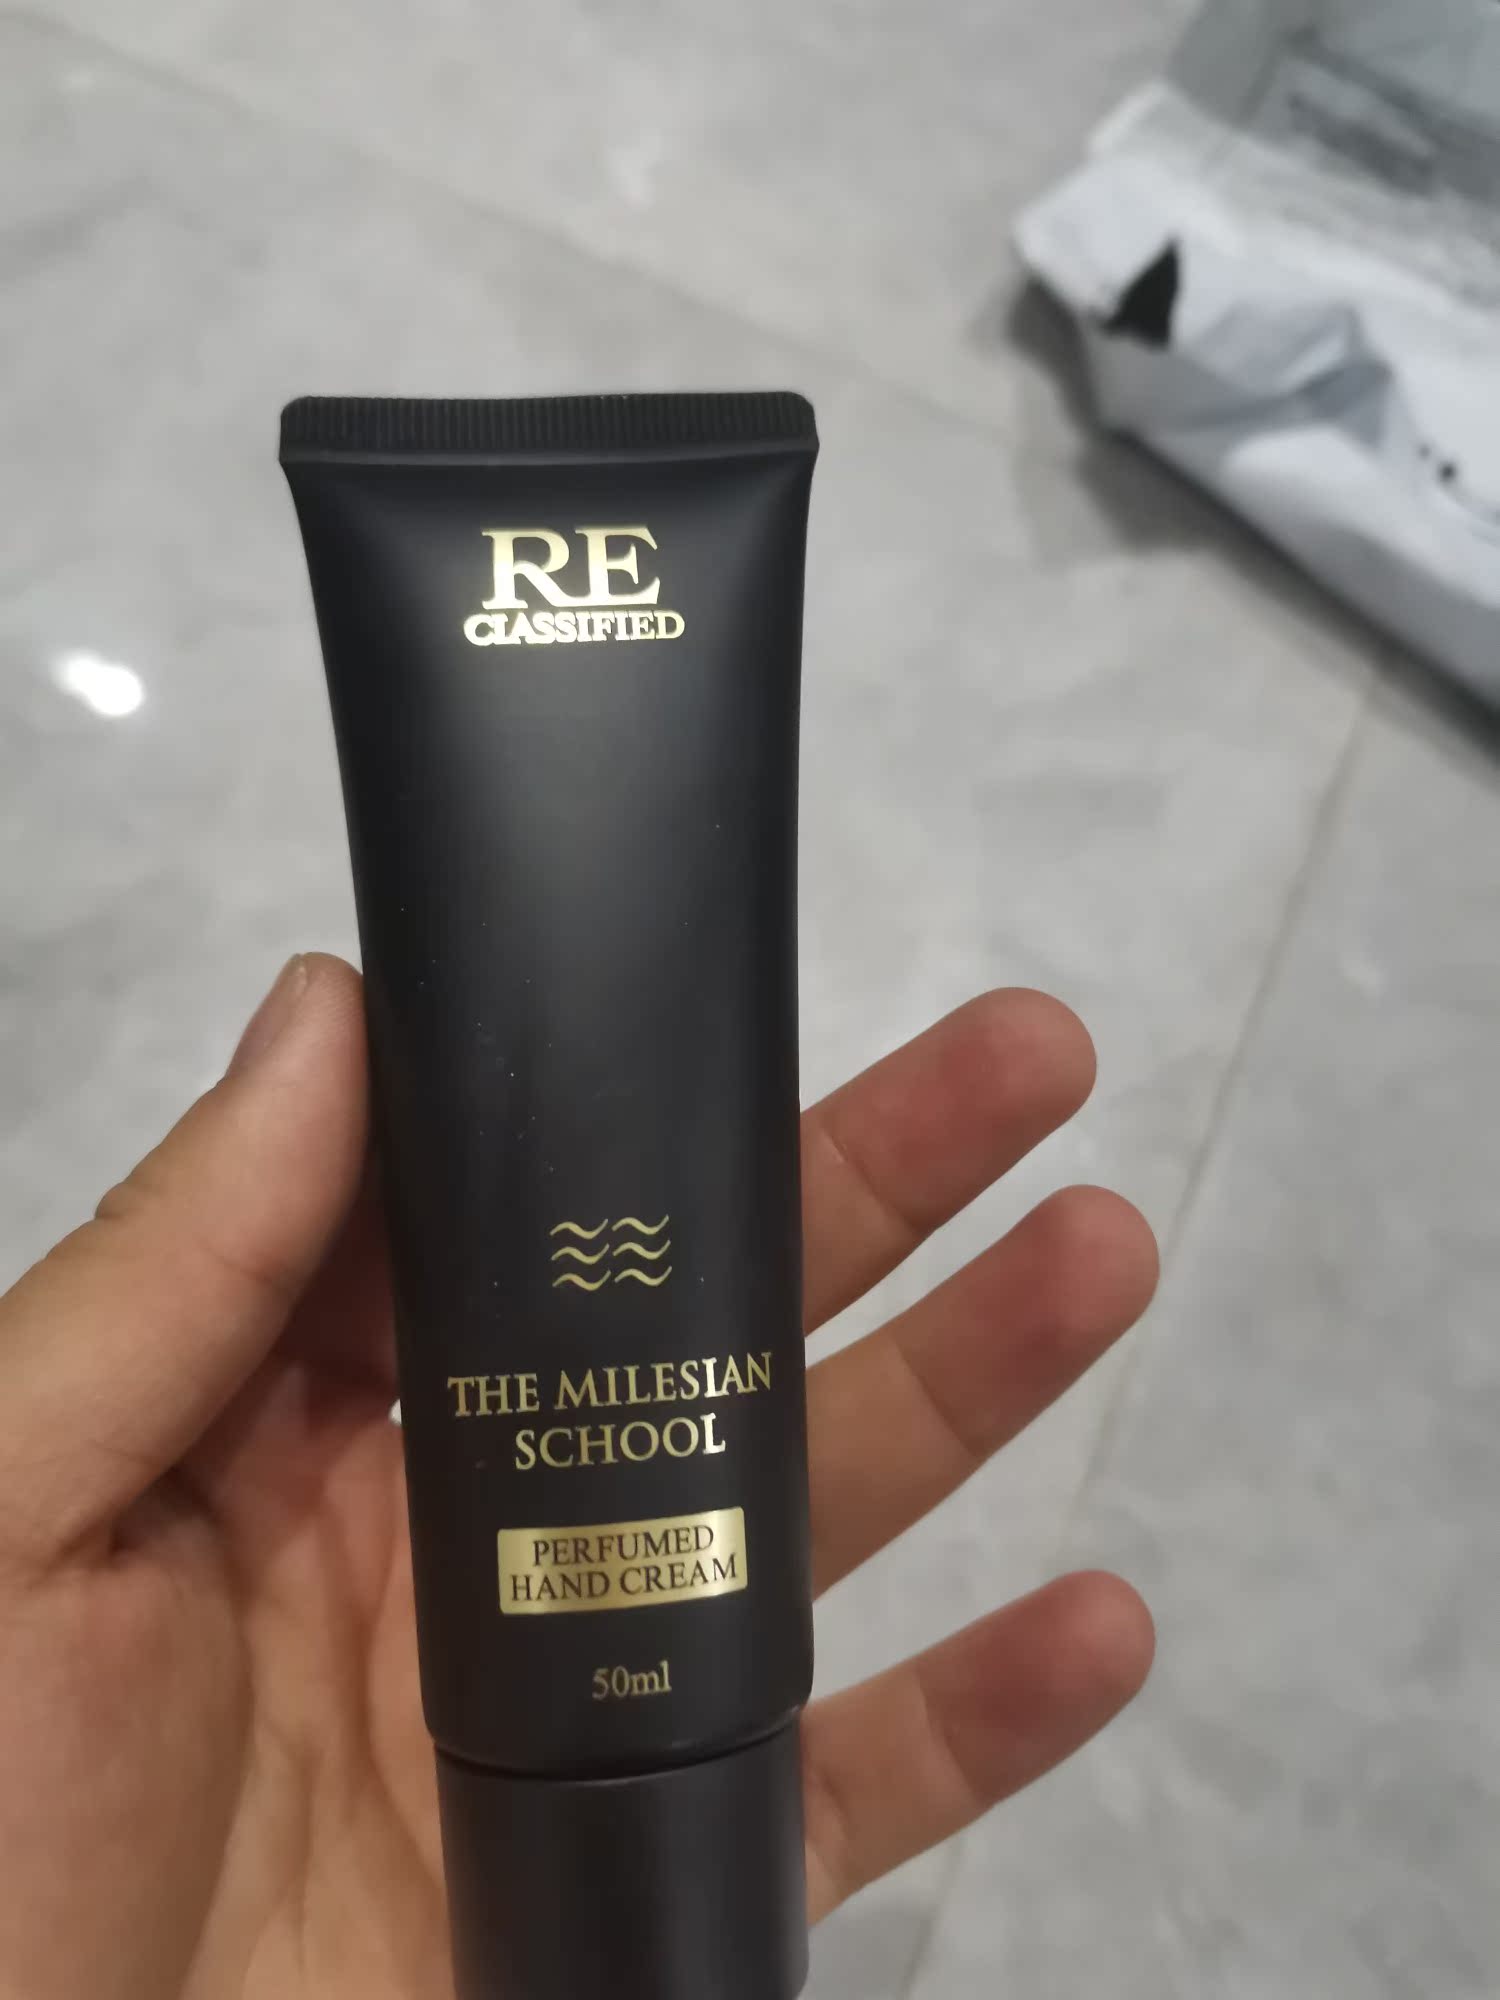 RE
CLASSIFIED
THE MILESIAN
SCHOOL
PERFUMED
HAND CREAM
50ml